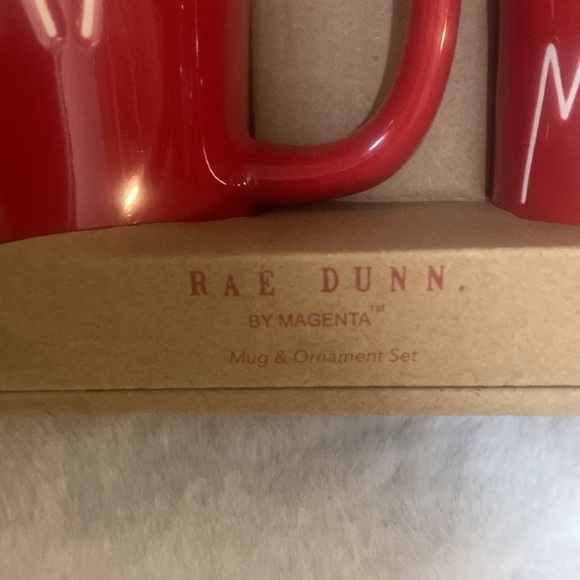 M
RAE DUNN.
BY MAGENTA™
Mug & Ornament Set